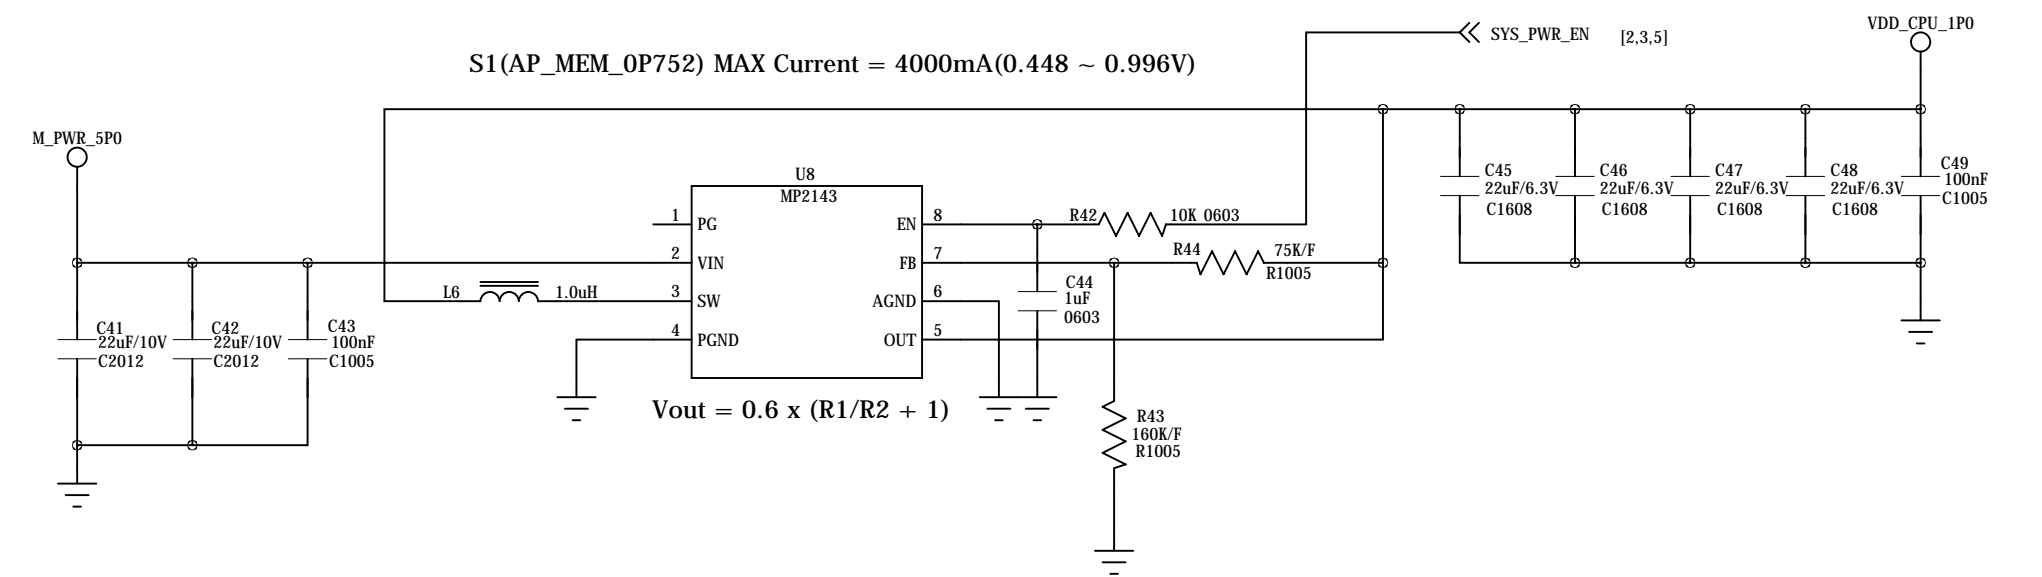 VDD_CPU_1P0
SYS_PWR_EN [2,3,5]
S1(AP_MEM_0P752) MAX Current = 4000mA(0.448 ~ 0.996V)
M_PWR_5P0
U8
MP2143
1 PG
2 VIN
3 SW
4 PGND
EN 8
FB 7
AGND 6
OUT 5
R42 10K 0603
R44 75K/F
R1005
L6 1.0uH
C44
1uF
0603
C45
22uF/6.3V
C1608
C46
22uF/6.3V
C1608
C47
22uF/6.3V
C1608
C48
22uF/6.3V
C1608
C49
100nF
C1005
C41
22uF/10V
C2012
C42
22uF/10V
C2012
C43
100nF
C1005
Vout = 0.6 x (R1/R2 + 1)
R43
160K/F
R1005